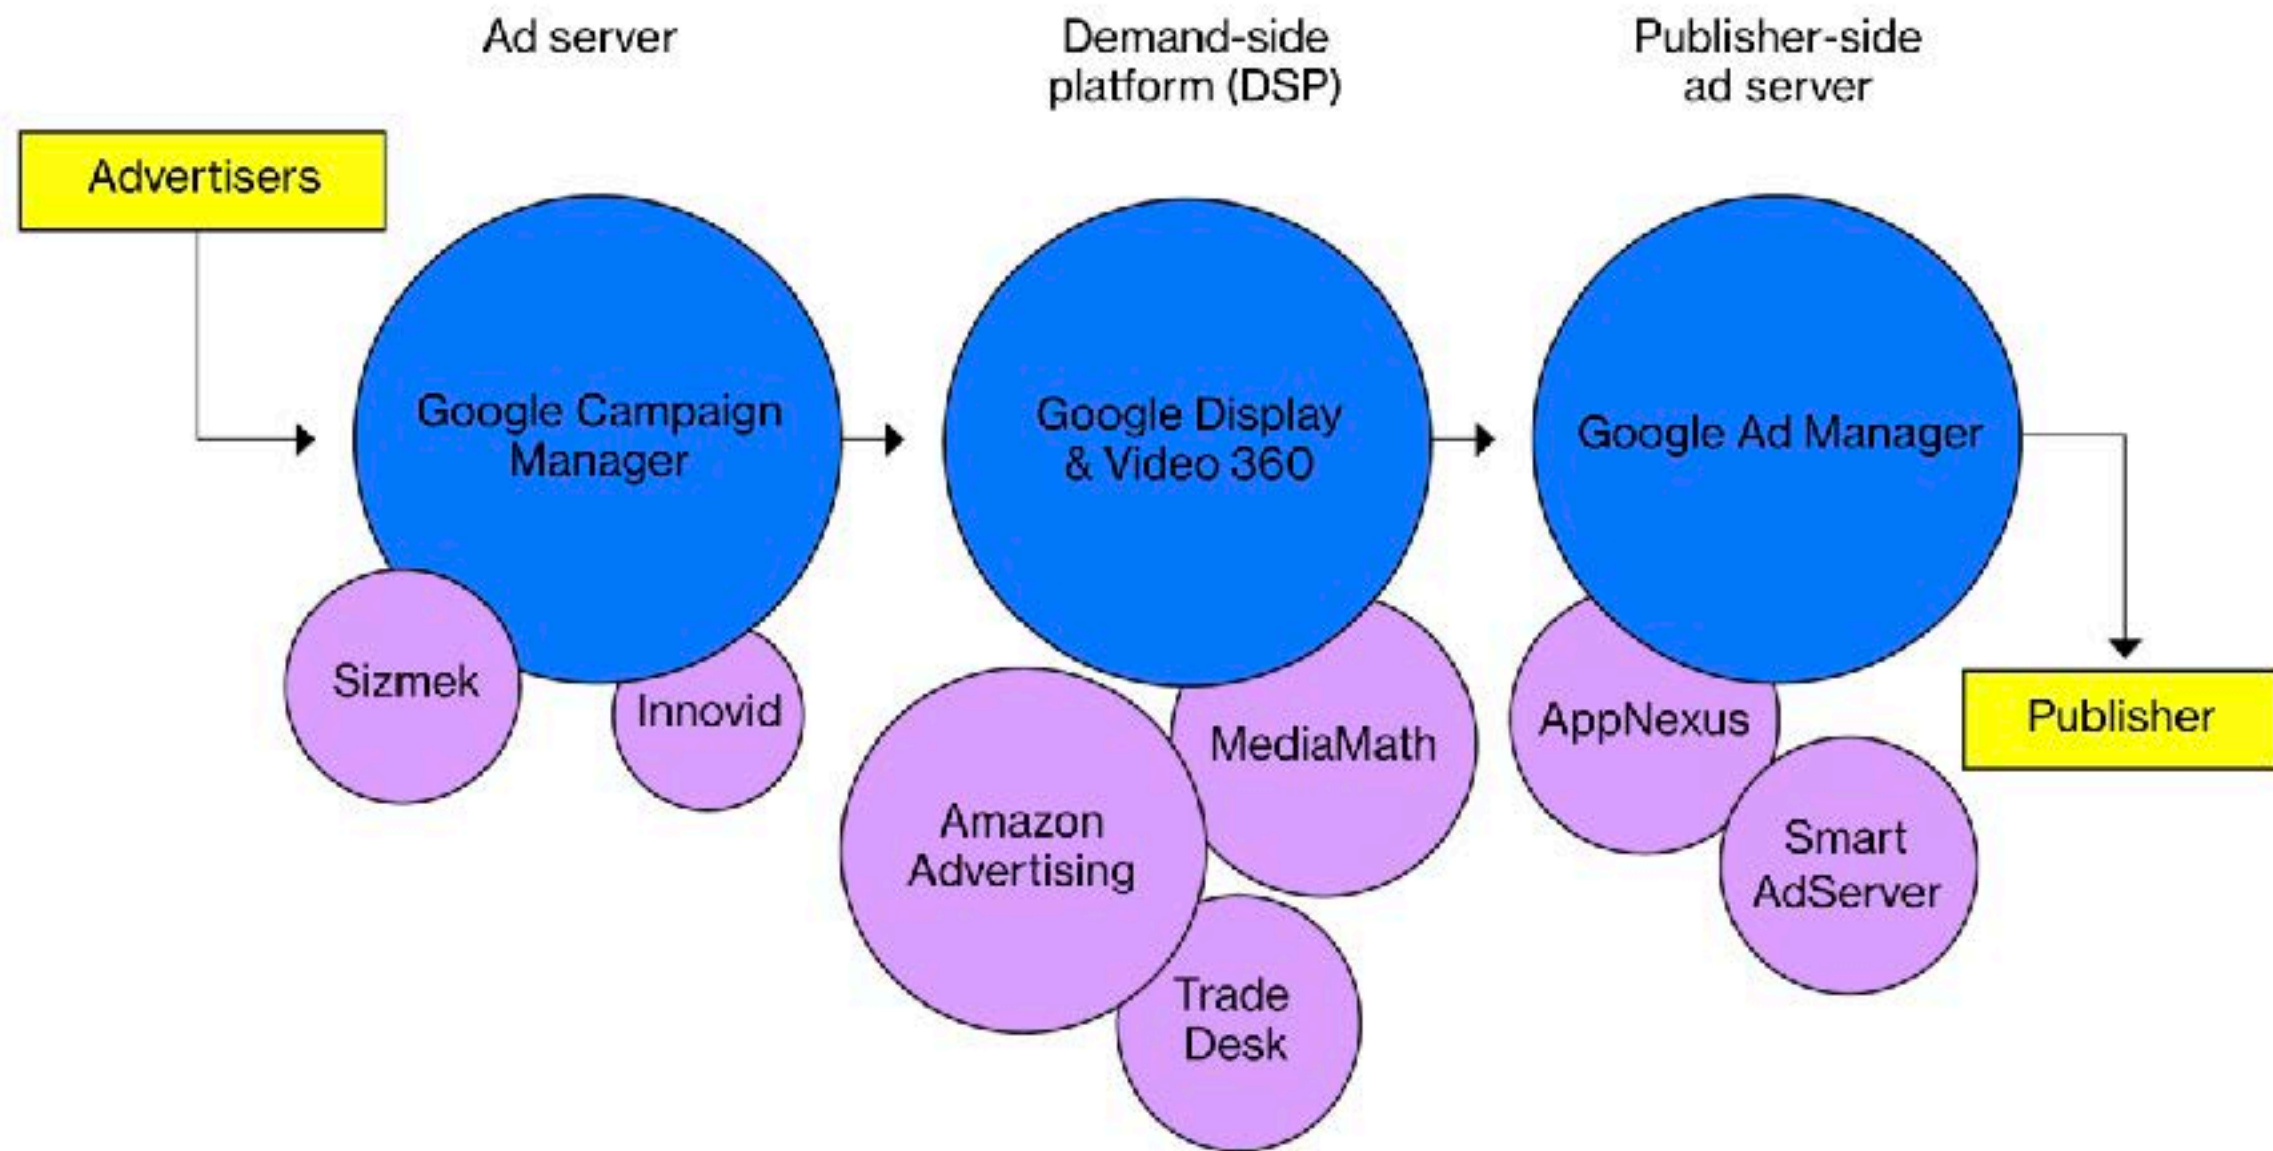 Ad server
Demand-side
platform (DSP)
Publisher-side
ad server
Advertisers
Google Campaign
Manager
Google Display
& Video 360
Google Ad Manager
Sizmek
Innovid
Amazon
Advertising
MediaMath
Trade
Desk
AppNexus
Smart
AdServer
Publisher